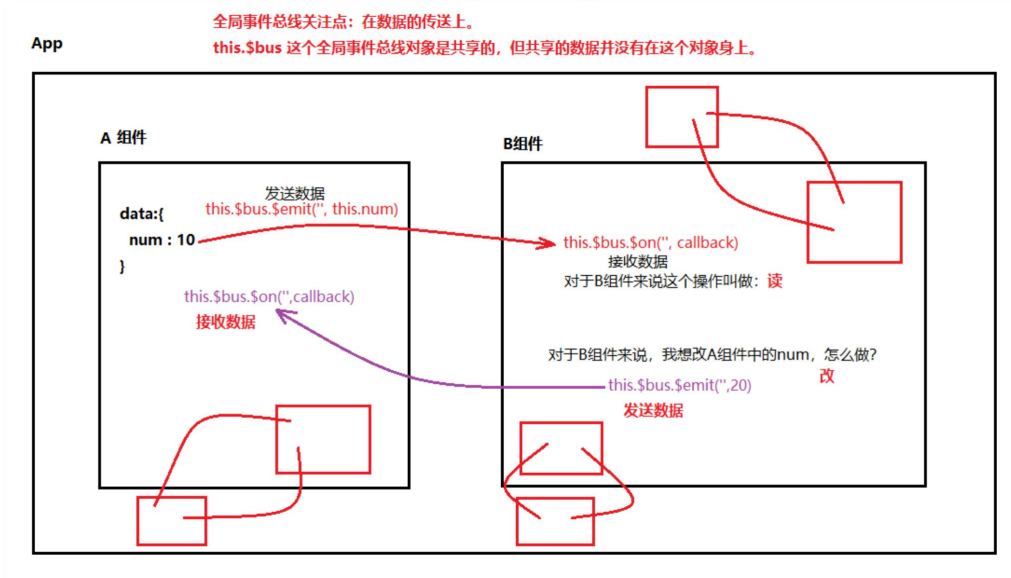 全局事件总线关注点：在数据的传送上。
App
this.$bus 这个全局事件总线对象是共享的，但共享的数据并没有在这个对象身上。
A 组件
B组件
发送数据
data:{
this.$bus.$emit('', this.num)
num : 10
}
this.$bus.$on('', callback)
接收数据
对于B组件来说这个操作叫做：读
this.$bus.$on('',callback)
接收数据
对于B组件来说，我想改A组件中的num，怎么做？
改
this.$bus.$emit('',20)
发送数据